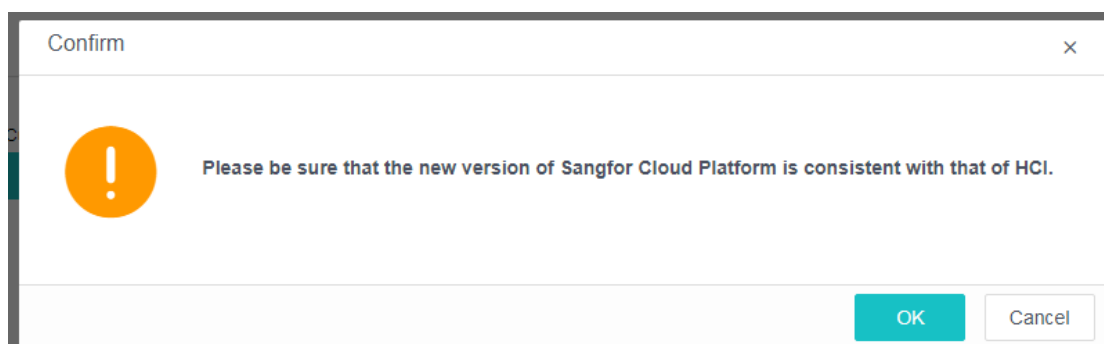 Confirm
Please be sure that the new version of Sangfor Cloud Platform is consistent with that of HCI.
OK
Cancel